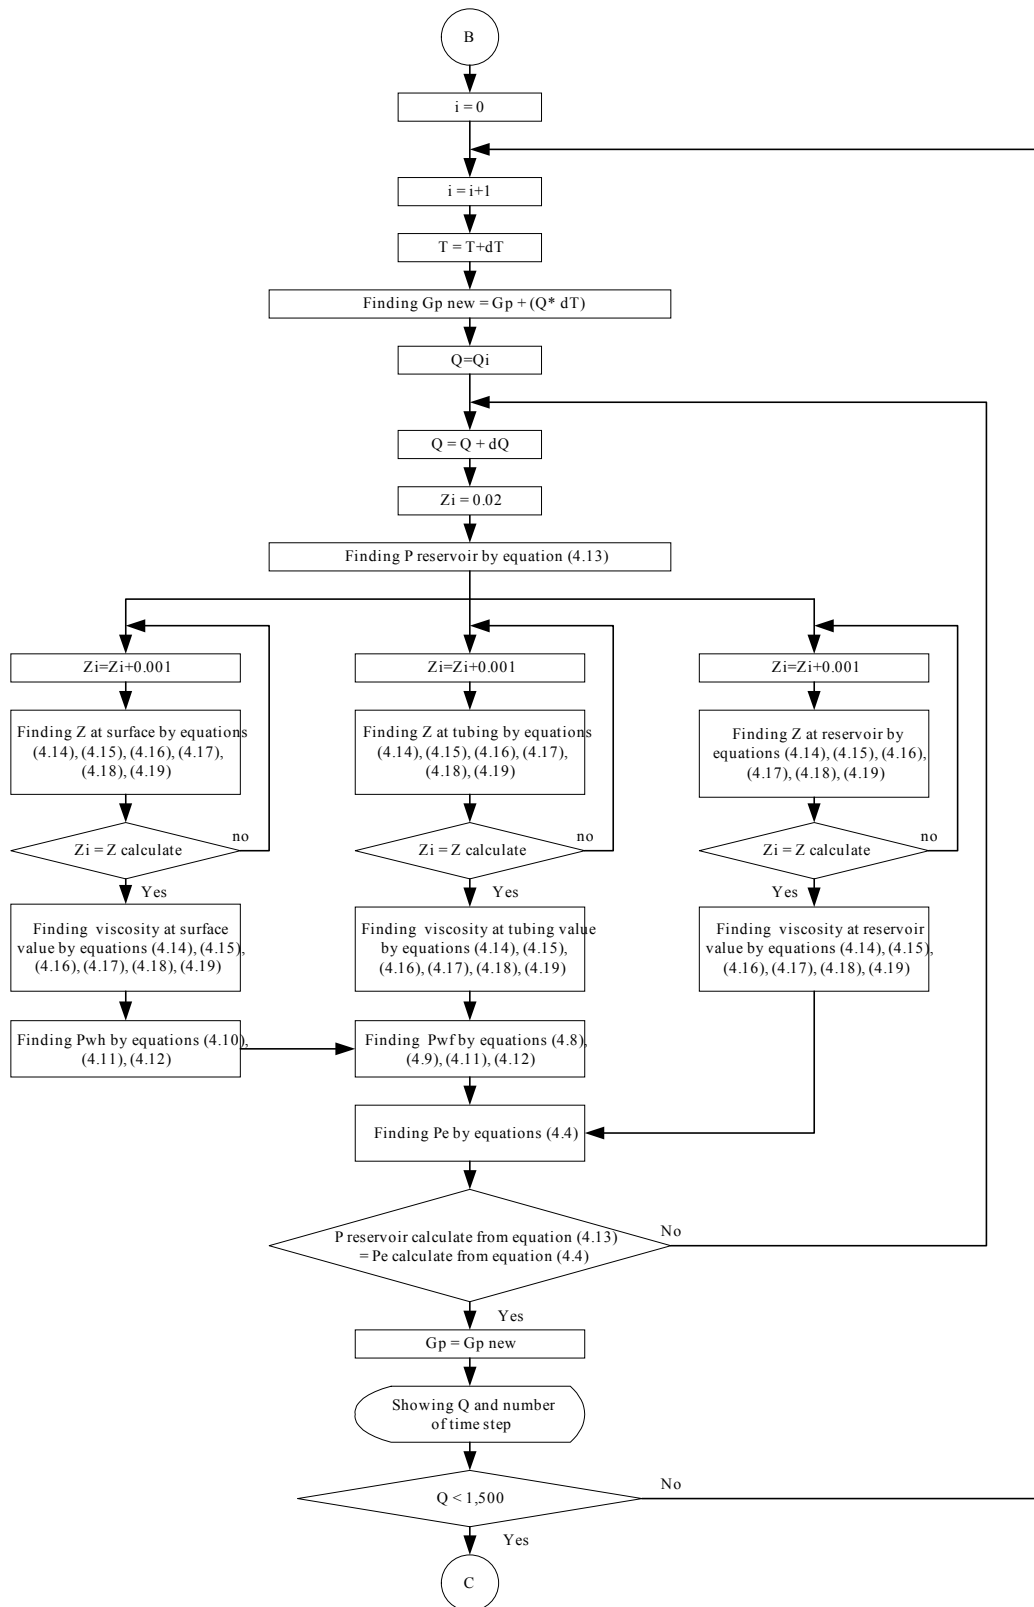 B
i = 0
i = i+1
T = T+dT
Finding Gp new = Gp + (Q* dT)
Q=Qi
Q = Q + dQ
Zi = 0.02
Finding P reservoir by equation (4.13)
Zi=Zi+0.001
Zi=Zi+0.001
Zi=Zi+0.001
Finding Z at surface by equations
(4.14), (4.15), (4.16), (4.17),
(4.18), (4.19)
Finding Z at tubing by equations
(4.14), (4.15), (4.16), (4.17),
(4.18), (4.19)
Finding Z at reservoir by
equations (4.14), (4.15), (4.16),
(4.17), (4.18), (4.19)
Zi = Z calculate
no
Zi = Z calculate
no
Zi = Z calculate
no
Yes
Yes
Yes
Finding viscosity at surface
value by equations (4.14), (4.15),
(4.16), (4.17), (4.18), (4.19)
Finding viscosity at tubing value
by equations (4.14), (4.15),
(4.16), (4.17), (4.18), (4.19)
Finding viscosity at reservoir
value by equations (4.14), (4.15),
(4.16), (4.17), (4.18), (4.19)
Finding Pwh by equations (4.10),
(4.11), (4.12)
Finding Pwf by equations (4.8),
(4.9), (4.11), (4.12)
Finding Pe by equations (4.4)
P reservoir calculate from equation (4.13)
= Pe calculate from equation (4.4)
No
Yes
Gp = Gp new
Showing Q and number
of time step
Q < 1,500
No
Yes
C